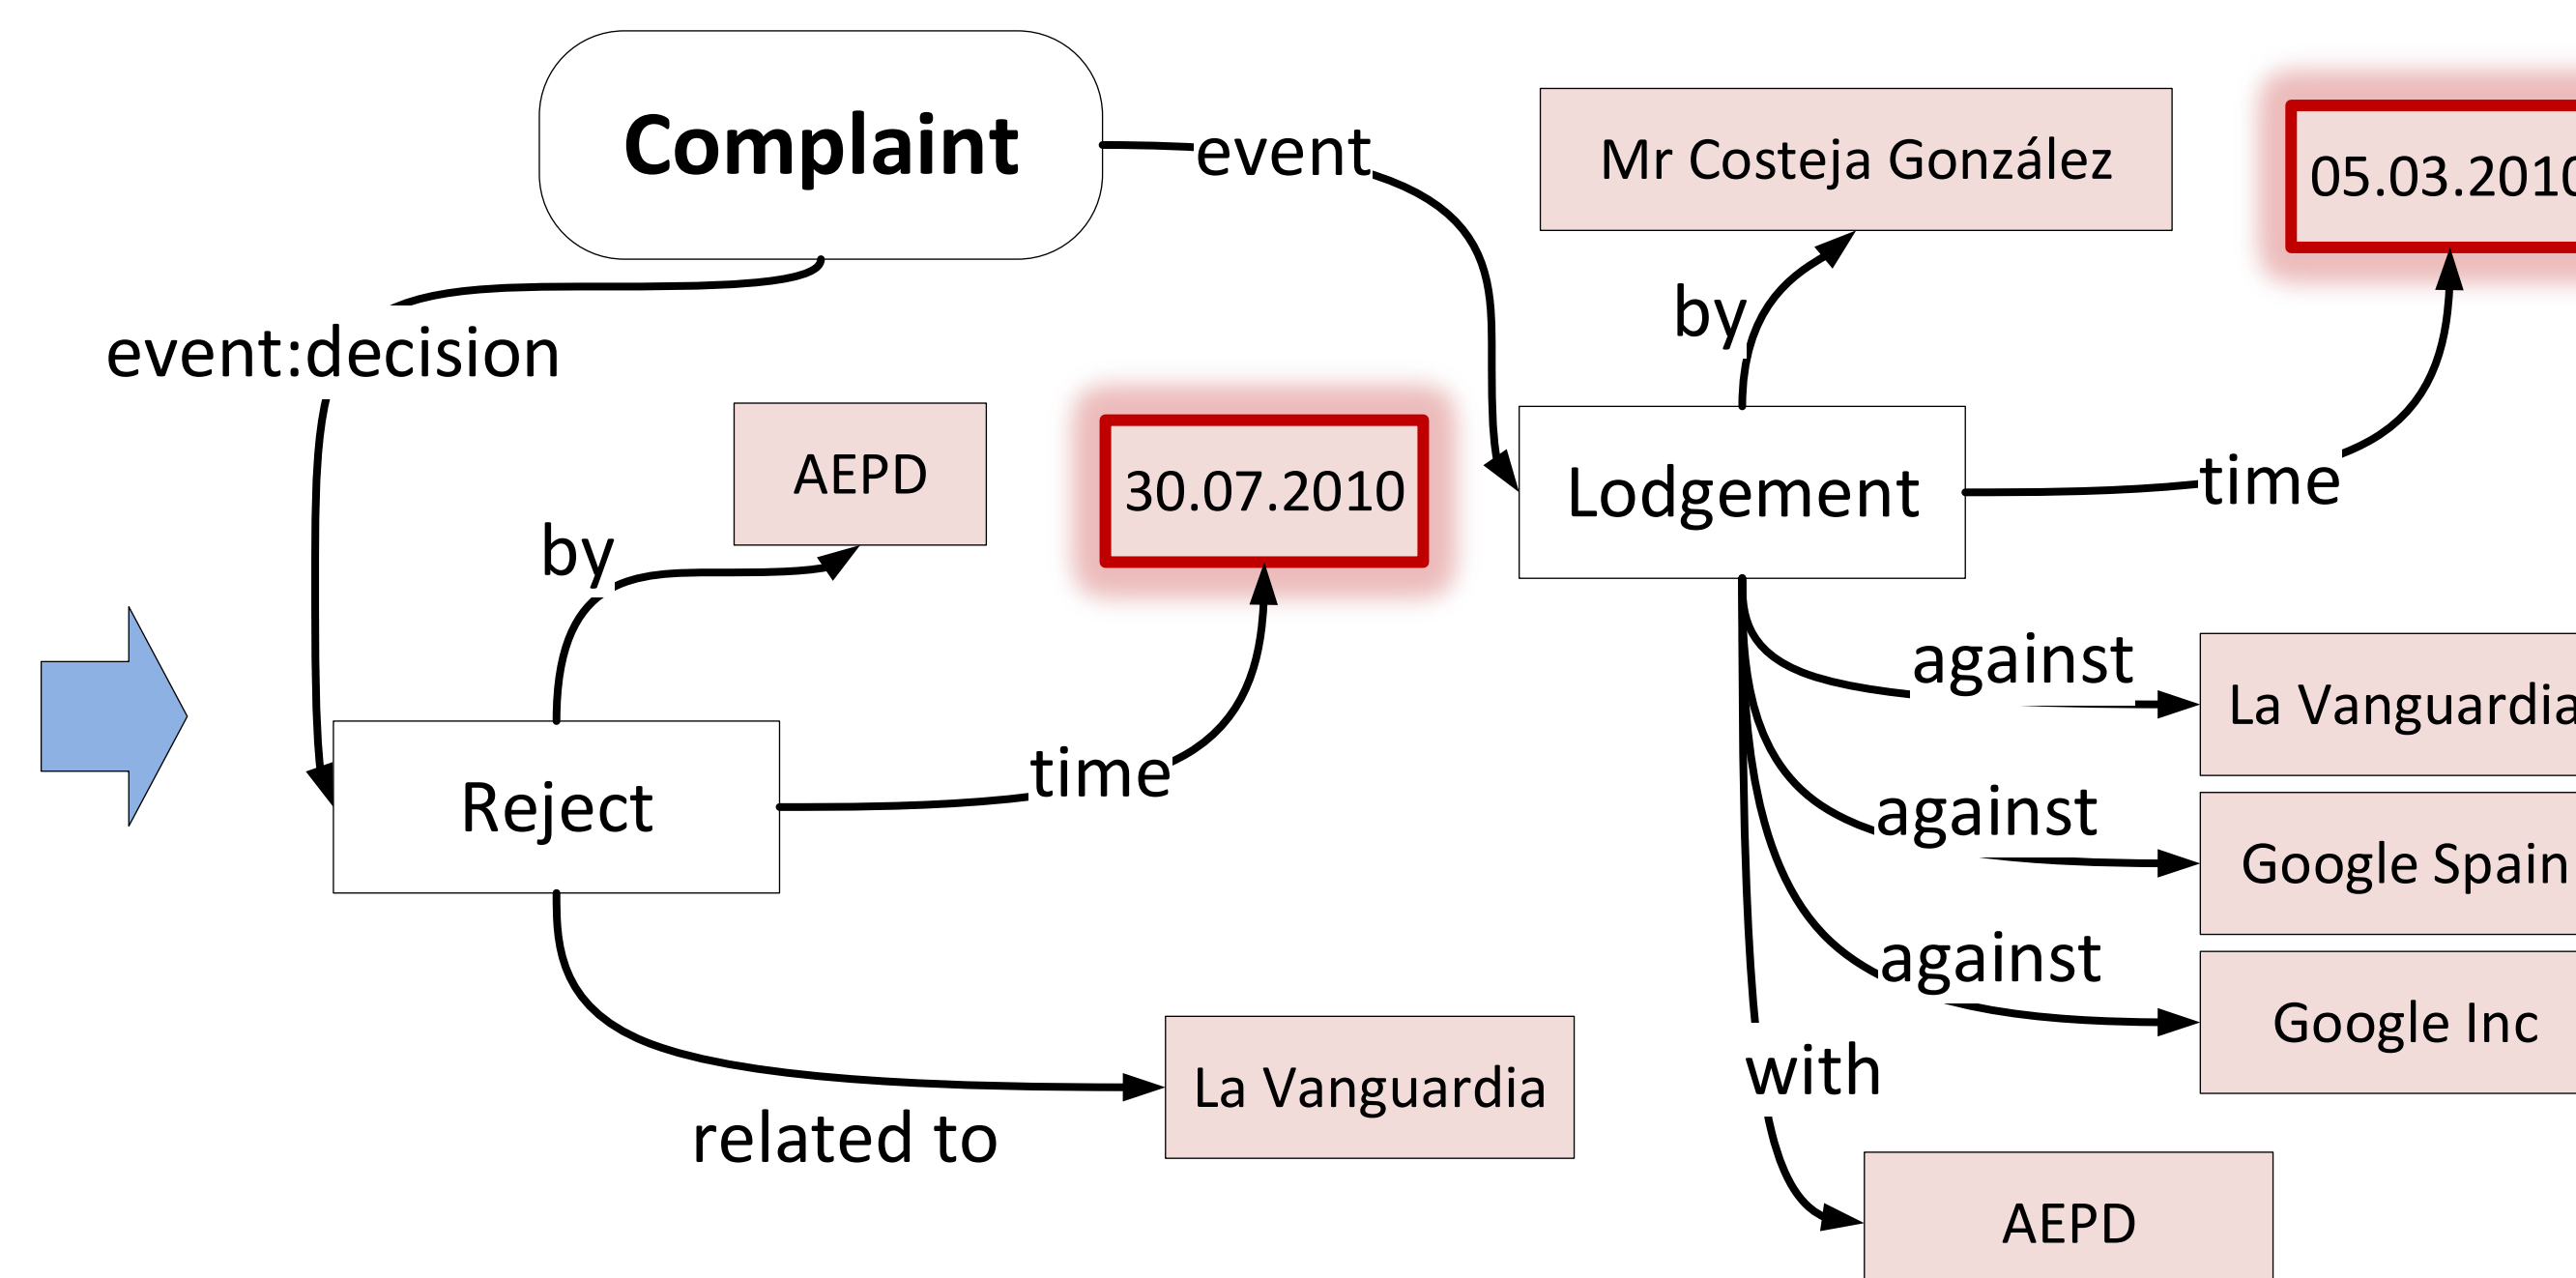 Complaint
event
Mr Costeja González
05.03.2010
event:decision
by
AEPD
30.07.2010
by
Lodgement
time
Reject
time
against
La Vanguardia
against
Google Spain
against
Google Inc
related to
La Vanguardia
with
AEPD